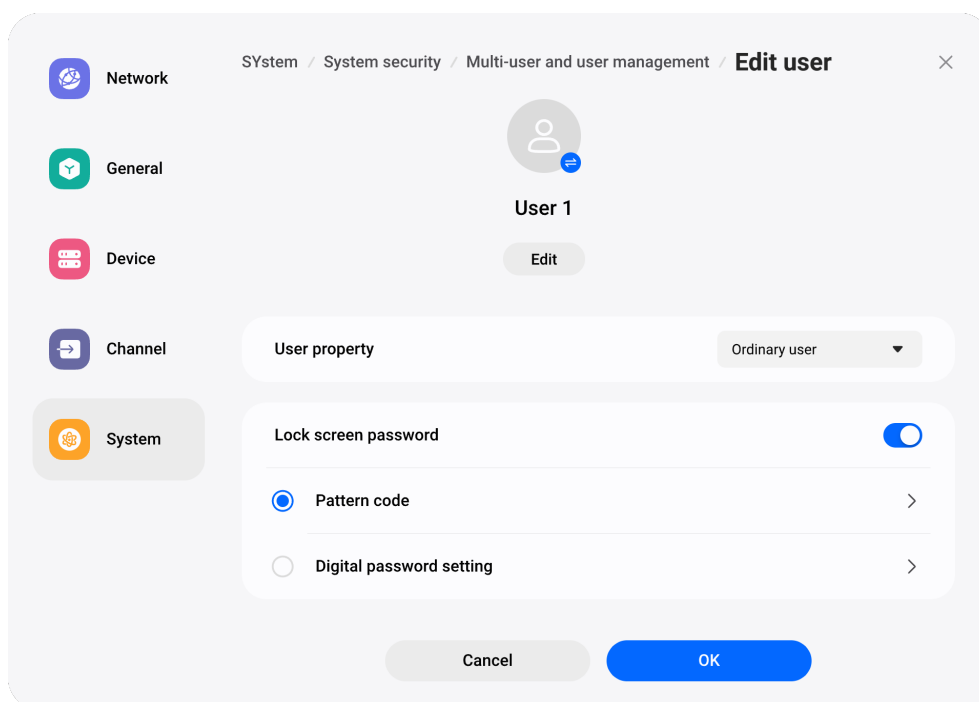 Network
General
Device
Channel
System
SYstem / System security / Multi-user and user management / Edit user
User 1
Edit
User property
Ordinary user
Lock screen password
Pattern code
Digital password setting
Cancel
OK